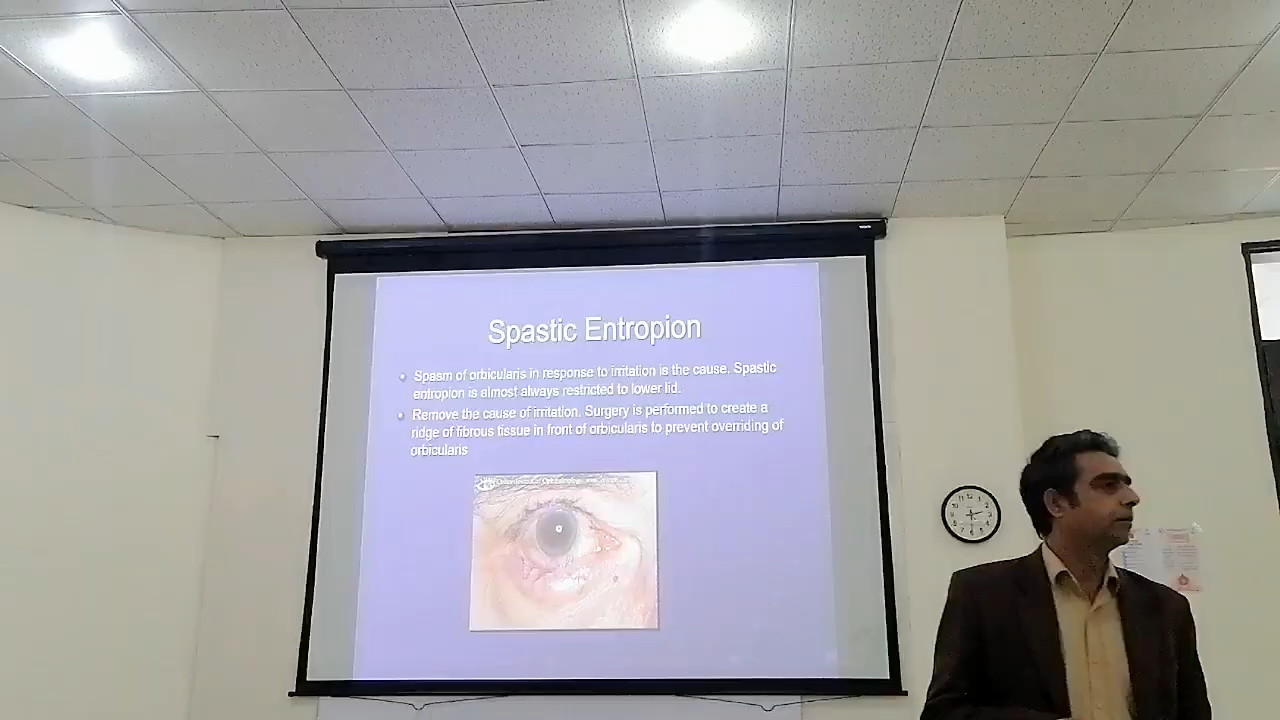 Spastic Entropion
Spasm of orbicularis in response to irritation is the cause. Spastic
entropion is almost always restricted to lower lid.
Remove the cause of irritation. Surgery is performed to create a
ridge of fibrous tissue in front of orbicularis to prevent overriding of
orbicularis